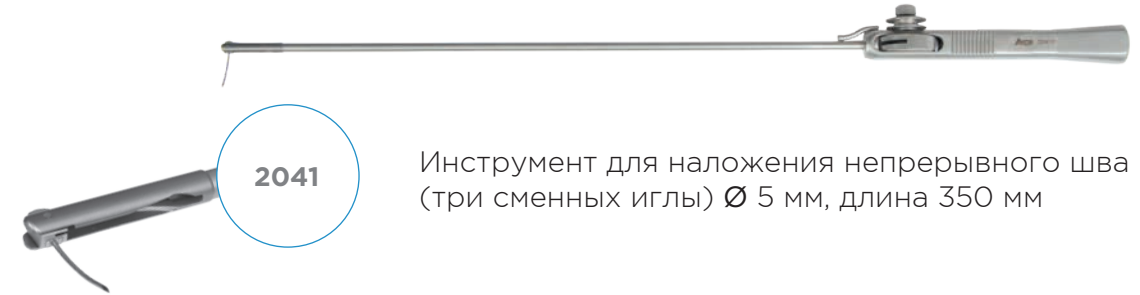 2041
Инструмент для наложения непрерывного шва
(три сменных иглы) Ø 5 мм, длина 350 мм